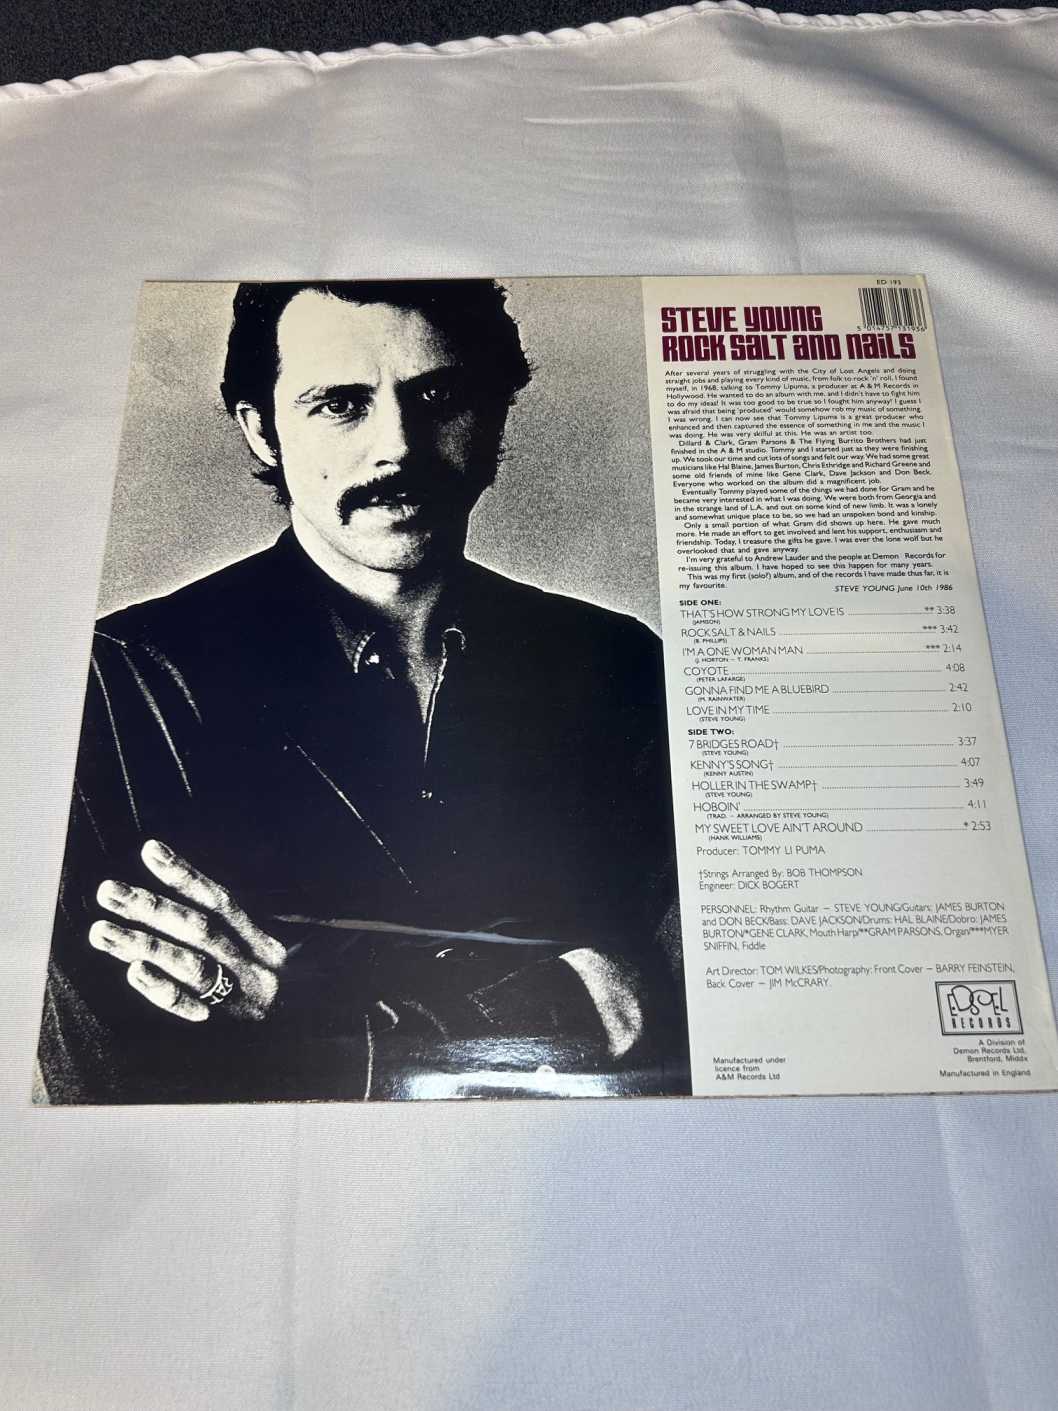 ED 193
5 014757 131936
STEVE YOUNG
ROCK SALT AND NAILS
After several years of struggling with the City of Lost Angels and doing
straight jobs and playing every kind of music, from folk to rock 'n' roll, I found
myself, in 1968, talking to Tommy Lipuma, a producer at A & M Records in
Hollywood. He wanted to do an album with me, and I didn't have to fight him
to do my ideas! It was too good to be true so I fought him anyway! I guess I
was afraid that being 'produced' would somehow rob my music of something.
I was wrong. I can now see that Tommy Lipuma is a great producer who
enhanced and then captured the essence of something in me and the music I
was doing. He was very skilful at this. He was an artist too.
Dillard & Clark, Gram Parsons & The Flying Burrito Brothers had just
finished in the A & M studio. Tommy and I started just as they were finishing
up. We took our time and cut lots of songs and felt our way. We had some great
musicians like Hal Blaine, James Burton, Chris Ethridge and Richard Greene and
some old friends of mine like Gene Clark, Dave Jackson and Don Beck.
Everyone who worked on the album did a magnificent job.
Eventually Tommy played some of the things we had done for Gram and he
became very interested in what I was doing. We were both from Georgia and
in the strange land of L.A. and out on some kind of new limb. It was a lonely
and somewhat unique place to be, so we had an unspoken bond and kinship.
Only a small portion of what Gram did shows up here. He gave much
more. He made an effort to get involved and lent his support, enthusiasm and
friendship. Today, I treasure the gifts he gave. I was ever the lone wolf but he
overlooked that and gave anyway.
I'm very grateful to Andrew Lauder and the people at Demon Records for
re-issuing this album. I have hoped to see this happen for many years.
This was my first (solo?) album, and of the records I have made thus far, it is
my favourite.
STEVE YOUNG June 10th 1986
SIDE ONE:
THAT'S HOW STRONG MY LOVE IS ** 3:38
(JAMISON)
ROCK SALT & NAILS *** 3:42
(B. PHILLIPS)
I'M A ONE WOMAN MAN *** 2:14
(J. HORTON – T. FRANKS)
COYOTE 4:08
(PETER LAFARGE)
GONNA FIND ME A BLUEBIRD 2:42
(M. RAINWATER)
LOVE IN MY TIME 2:10
(STEVE YOUNG)
SIDE TWO:
7 BRIDGES ROAD† 3:37
(STEVE YOUNG)
KENNY'S SONG† 4:07
(KENNY AUSTIN)
HOLLER IN THE SWAMP† 3:49
(STEVE YOUNG)
HOBOIN' 4:11
(TRAD. – ARRANGED BY STEVE YOUNG)
MY SWEET LOVE AIN'T AROUND * 2:53
(HANK WILLIAMS)
Producer: TOMMY LI PUMA
†Strings Arranged By: BOB THOMPSON
Engineer: DICK BOGERT
PERSONNEL: Rhythm Guitar – STEVE YOUNG/Guitars: JAMES BURTON
and DON BECK/Bass: DAVE JACKSON/Drums: HAL BLAINE/Dobro: JAMES
BURTON/*GENE CLARK, Mouth Harp/**GRAM PARSONS, Organ/***MYER
SNIFFIN, Fiddle
Art Director: TOM WILKES/Photography: Front Cover – BARRY FEINSTEIN,
Back Cover – JIM McCRARY.
EDSEL
RECORDS
A Division of
Demon Records Ltd,
Brentford, Middx
Manufactured in England
Manufactured under
licence from
A&M Records Ltd